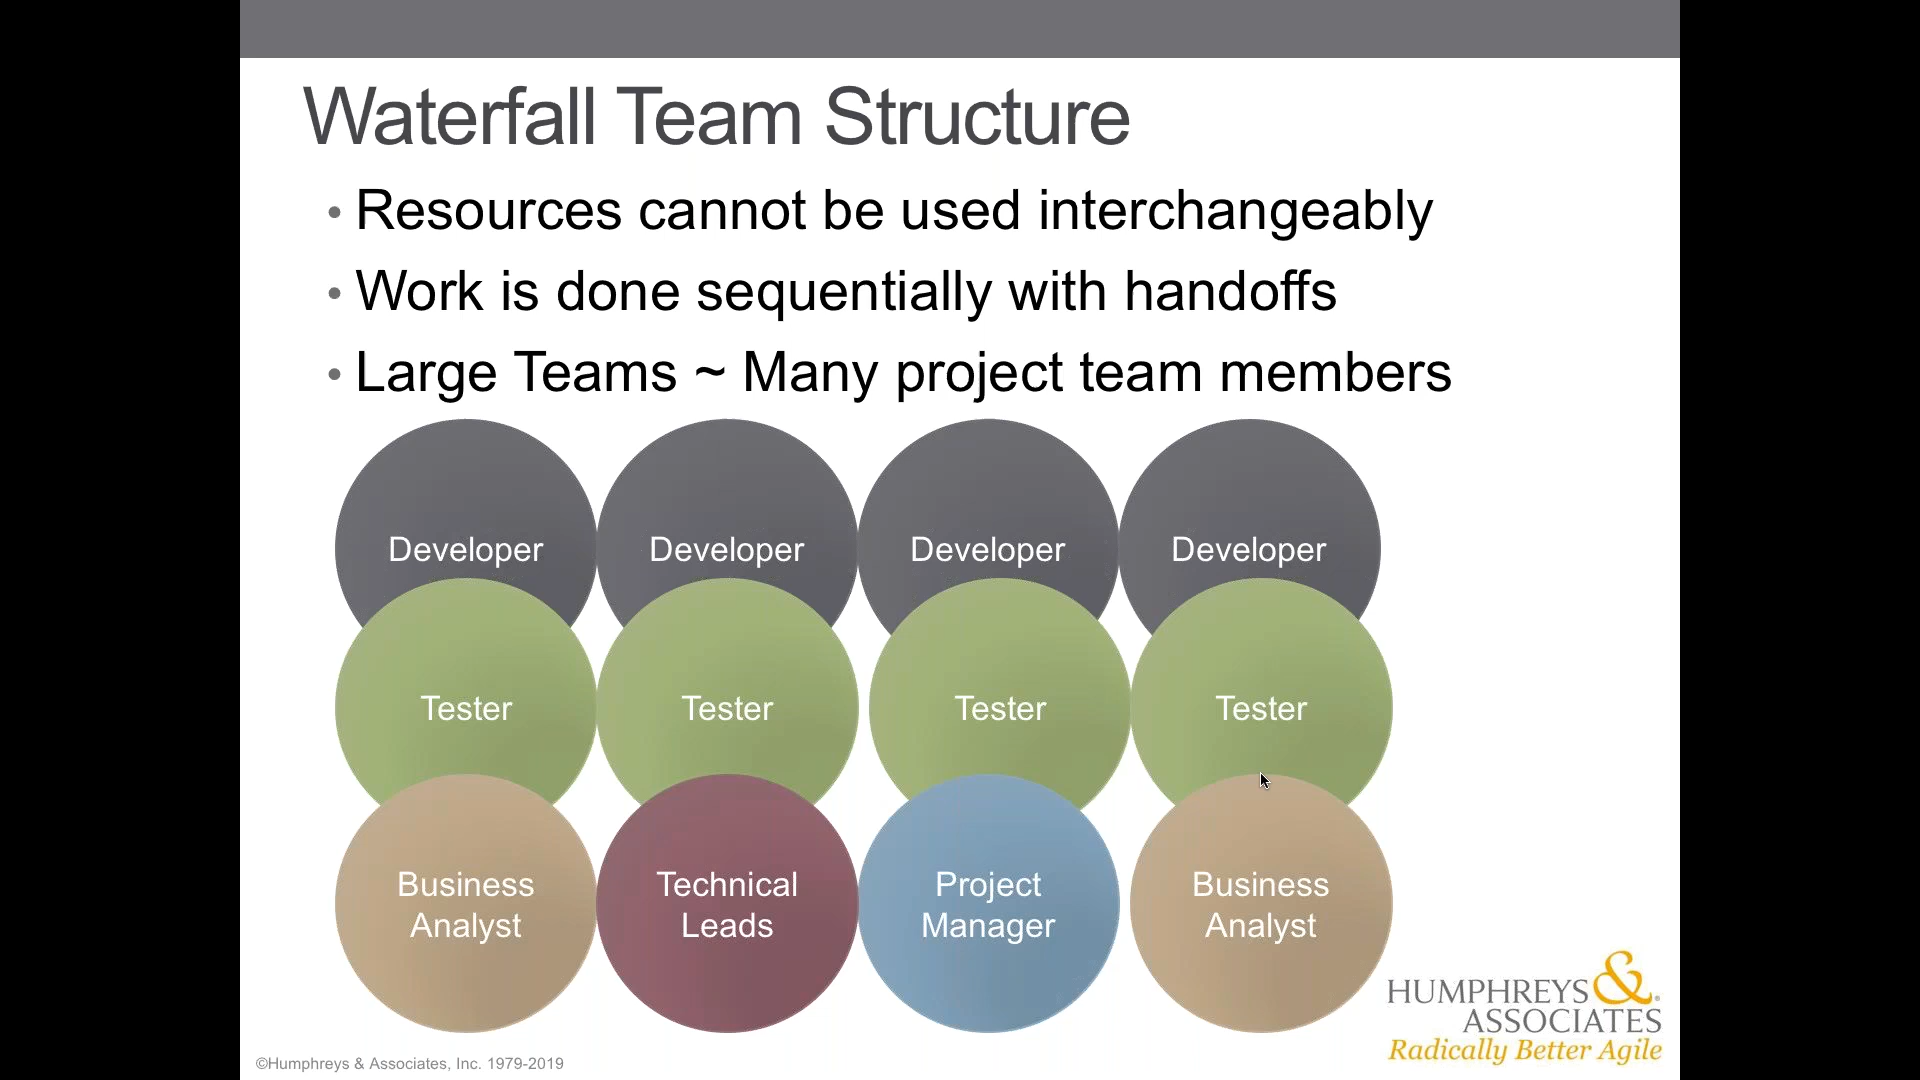 Waterfall Team Structure
• Resources cannot be used interchangeably
• Work is done sequentially with handoffs
• Large Teams ~ Many project team members
Developer Developer Developer Developer
Tester Tester Tester Tester
Business Technical Project Business
Analyst Leads Manager Analyst
HUMPHREYS &®
ASSOCIATES
Radically Better Agile
©Humphreys & Associates, Inc. 1979-2019